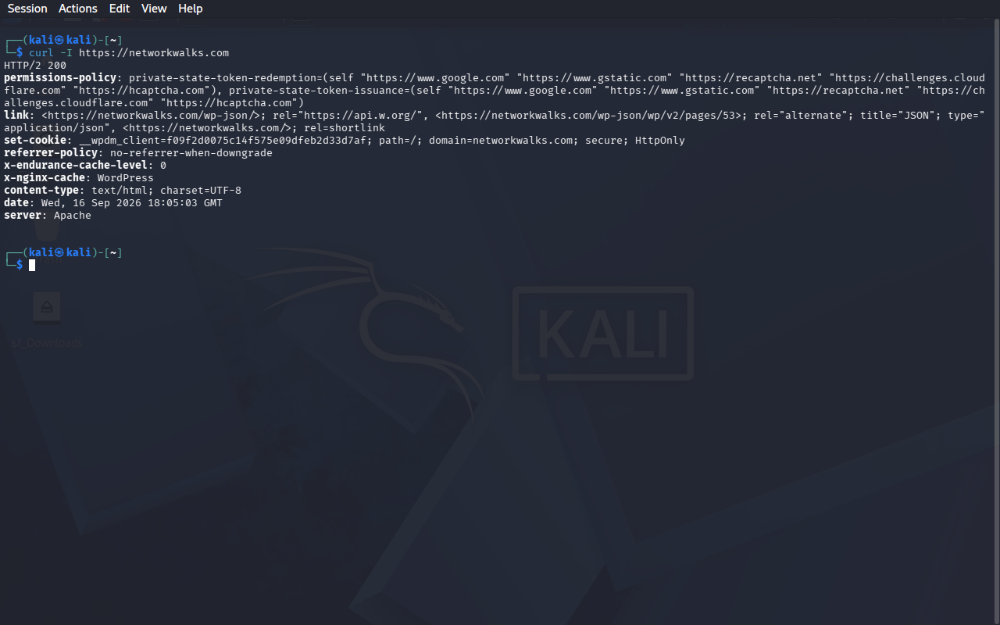 Session Actions Edit View Help
┌──(kali㉿kali)-[~]
└─$ curl -I https://networkwalks.com
HTTP/2 200
permissions-policy: private-state-token-redemption=(self "https://www.google.com" "https://www.gstatic.com" "https://recaptcha.net" "https://challenges.cloud
flare.com" "https://hcaptcha.com"), private-state-token-issuance=(self "https://www.google.com" "https://www.gstatic.com" "https://recaptcha.net" "https://ch
allenges.cloudflare.com" "https://hcaptcha.com")
link: <https://networkwalks.com/wp-json/>; rel="https://api.w.org/", <https://networkwalks.com/wp-json/wp/v2/pages/53>; rel="alternate"; title="JSON"; type="
application/json", <https://networkwalks.com/>; rel=shortlink
set-cookie: __wpdm_client=f09f2d0075c14f575e09dfeb2d33d7af; path=/; domain=networkwalks.com; secure; HttpOnly
referrer-policy: no-referrer-when-downgrade
x-endurance-cache-level: 0
x-nginx-cache: WordPress
content-type: text/html; charset=UTF-8
date: Wed, 16 Sep 2026 18:05:03 GMT
server: Apache
┌──(kali㉿kali)-[~]
└─$
KALI
sf_Downloads